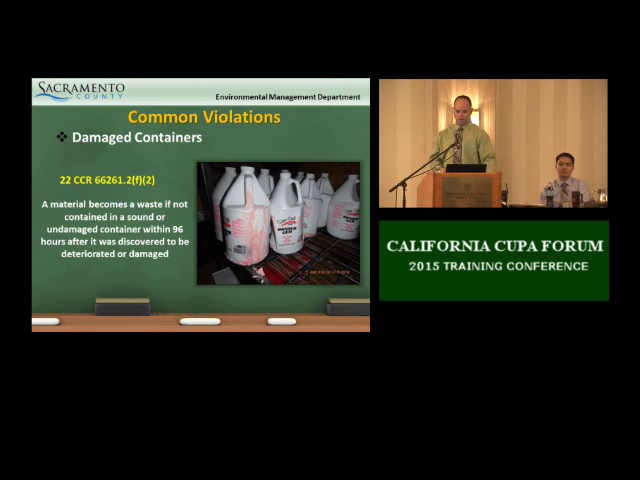 SACRAMENTO
COUNTY
Environmental Management Department
Common Violations
❖ Damaged Containers
22 CCR 66261.2(f)(2)
A material becomes a waste if not
contained in a sound or
undamaged container within 96
hours after it was discovered to be
deteriorated or damaged
CALIFORNIA CUPA FORUM
2015 TRAINING CONFERENCE